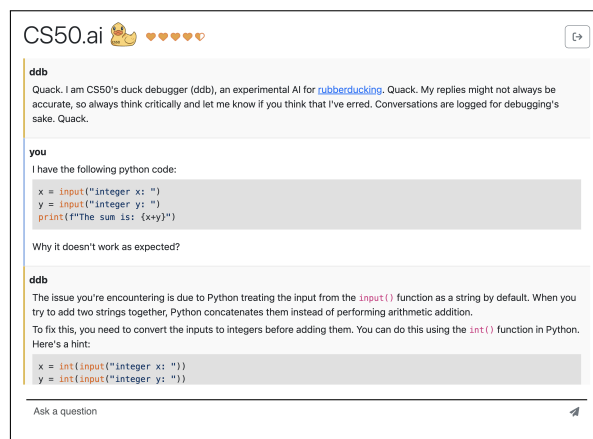 CS50.ai
ddb
Quack. I am CS50's duck debugger (ddb), an experimental AI for rubberducking. Quack. My replies might not always be
accurate, so always think critically and let me know if you think that I've erred. Conversations are logged for debugging's
sake. Quack.
you
I have the following python code:
x = input("integer x: ")
y = input("integer y: ")
print(f"The sum is: {x+y}")
Why it doesn't work as expected?
ddb
The issue you're encountering is due to Python treating the input from the input() function as a string by default. When you
try to add two strings together, Python concatenates them instead of performing arithmetic addition.
To fix this, you need to convert the inputs to integers before adding them. You can do this using the int() function in Python.
Here's a hint:
x = int(input("integer x: "))
y = int(input("integer y: "))
Ask a question